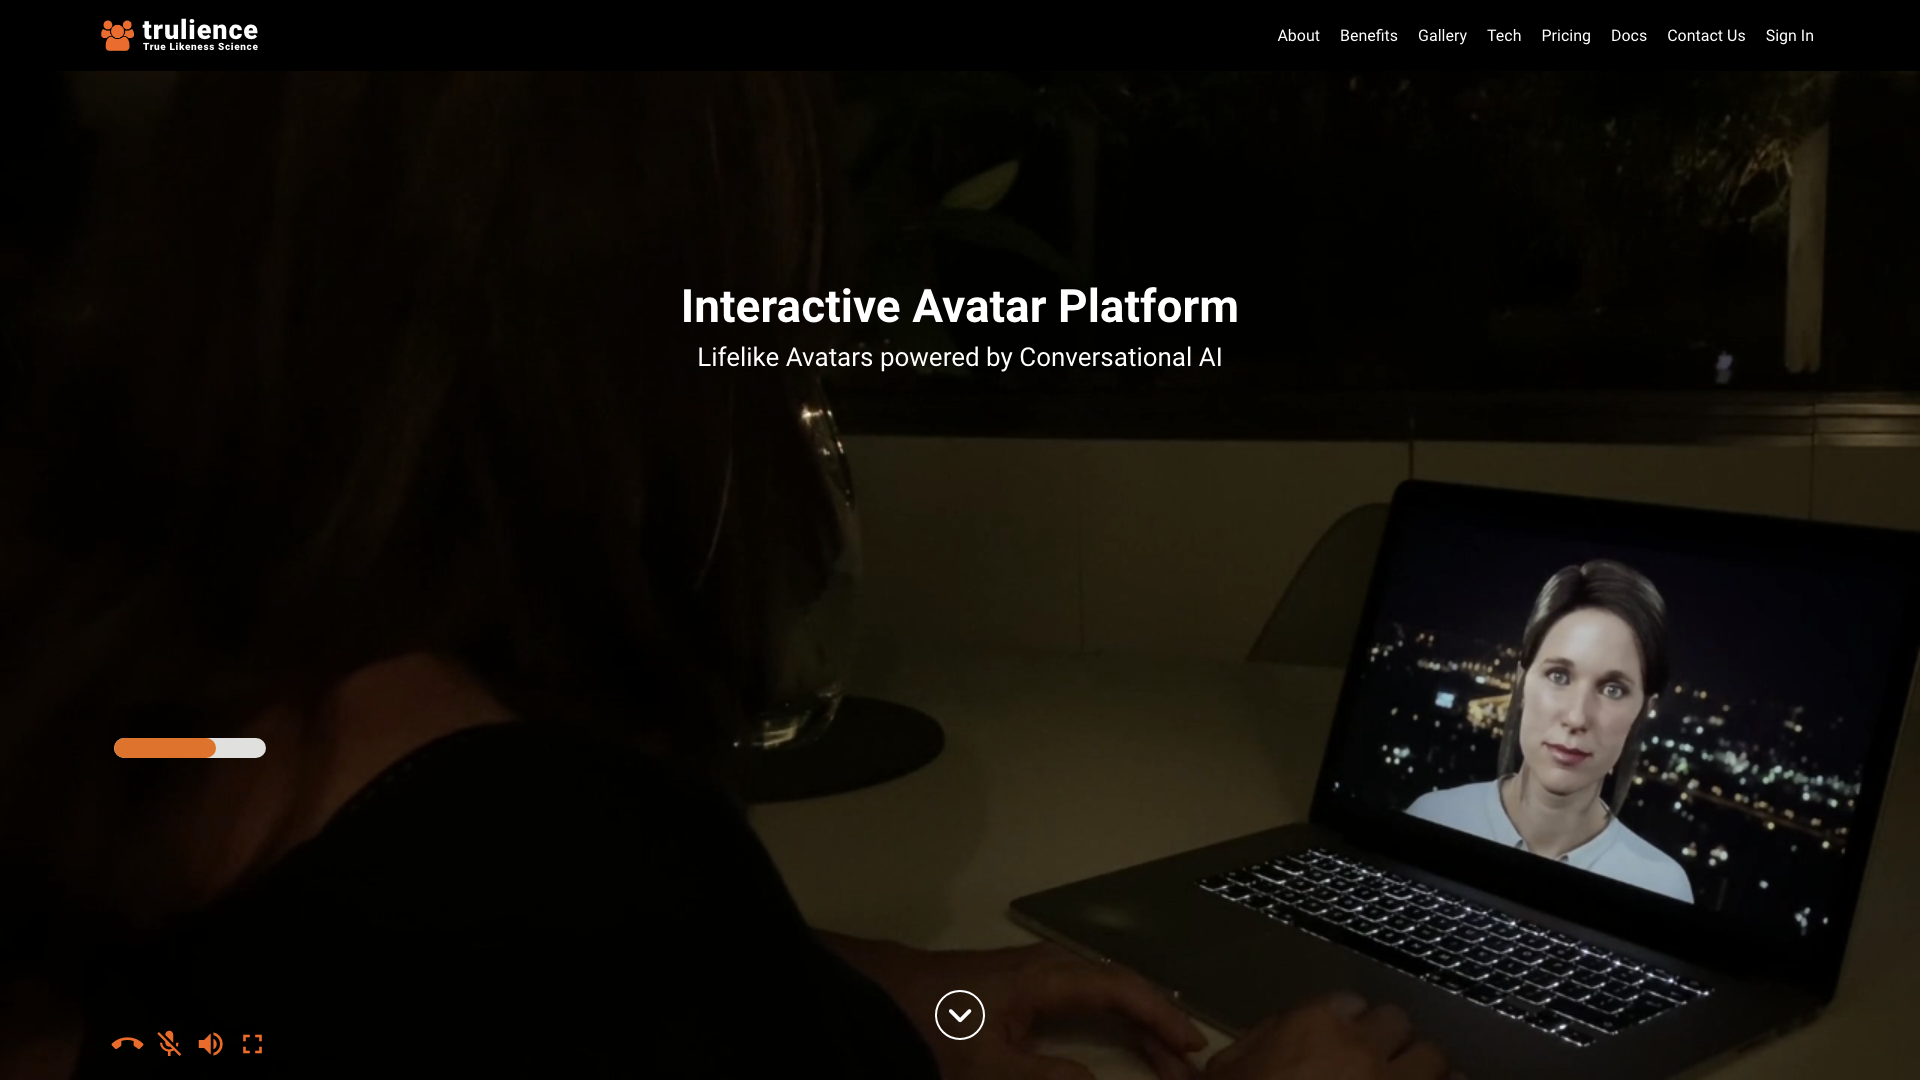 trulience
True Likeness Science
About
Benefits
Gallery
Tech
Pricing
Docs
Contact Us
Sign In
Interactive Avatar Platform
Lifelike Avatars powered by Conversational AI